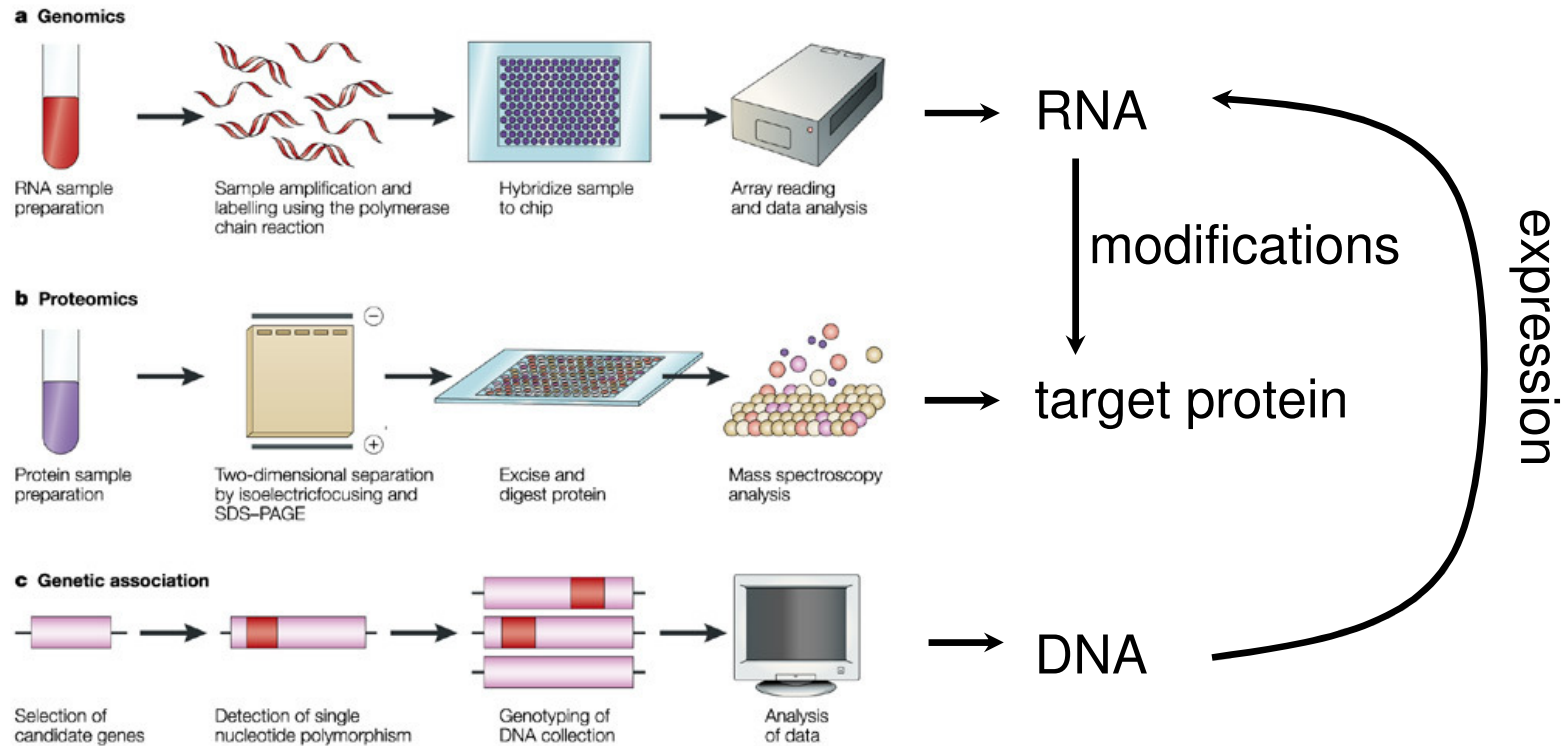 a Genomics
RNA sample
preparation
Sample amplification and
labelling using the polymerase
chain reaction
Hybridize sample
to chip
Array reading
and data analysis
RNA
modifications
expression
b Proteomics
−
+
Protein sample
preparation
Two-dimensional separation
by isoelectricfocusing and
SDS–PAGE
Excise and
digest protein
Mass spectroscopy
analysis
target protein
c Genetic association
Selection of
candidate genes
Detection of single
nucleotide polymorphism
Genotyping of
DNA collection
Analysis
of data
DNA